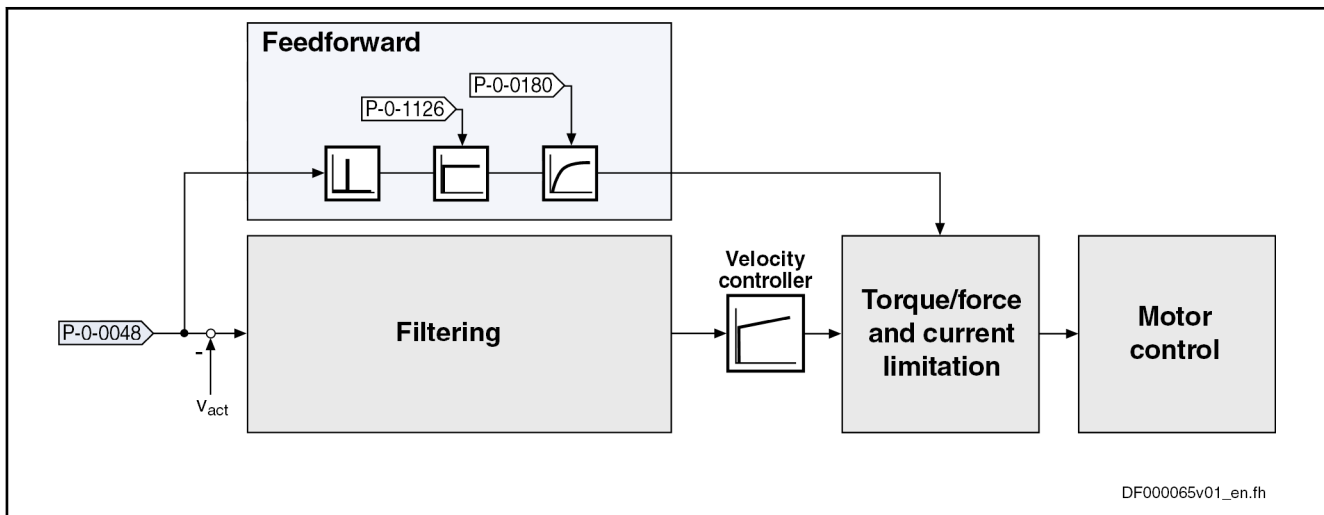 Feedforward
P-0-0180
P-0-1126
Velocity
controller
P-0-0048
-
vact
Filtering
Torque/force
and current
limitation
Motor
control
DF000065v01_en.fh